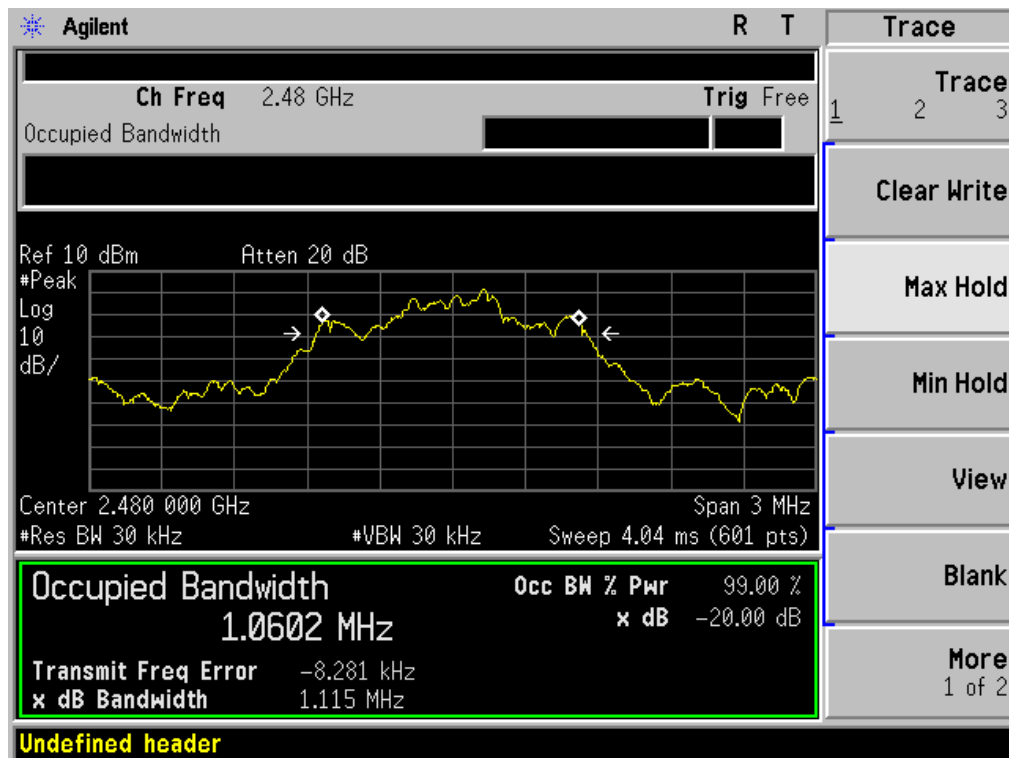 Agilent R T Trace
Ch Freq 2.48 GHz Trig Free
Occupied Bandwidth
Trace
1 2 3
Clear Write
Max Hold
Min Hold
View
Blank
More
1 of 2
Ref 10 dBm Atten 20 dB
#Peak
Log
10
dB/
Center 2.480 000 GHz Span 3 MHz
#Res BW 30 kHz #VBW 30 kHz Sweep 4.04 ms (601 pts)
Occupied Bandwidth Occ BW % Pwr 99.00 %
1.0602 MHz x dB -20.00 dB
Transmit Freq Error -8.281 kHz
x dB Bandwidth 1.115 MHz
Undefined header